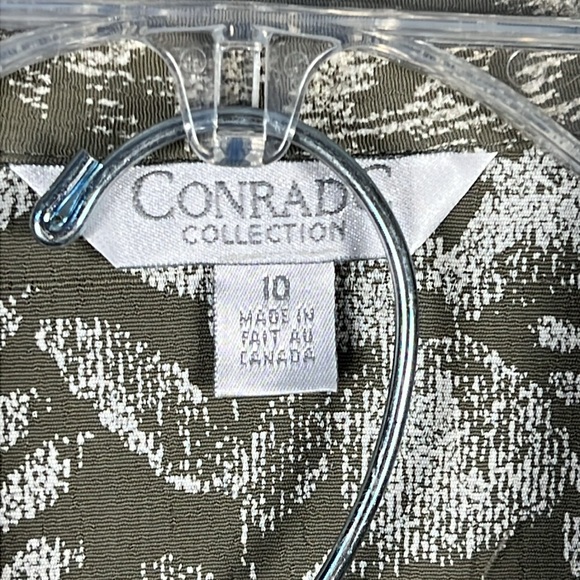 CONRAD C
COLLECTION
10
MADE IN
FAIT AU
CANADA